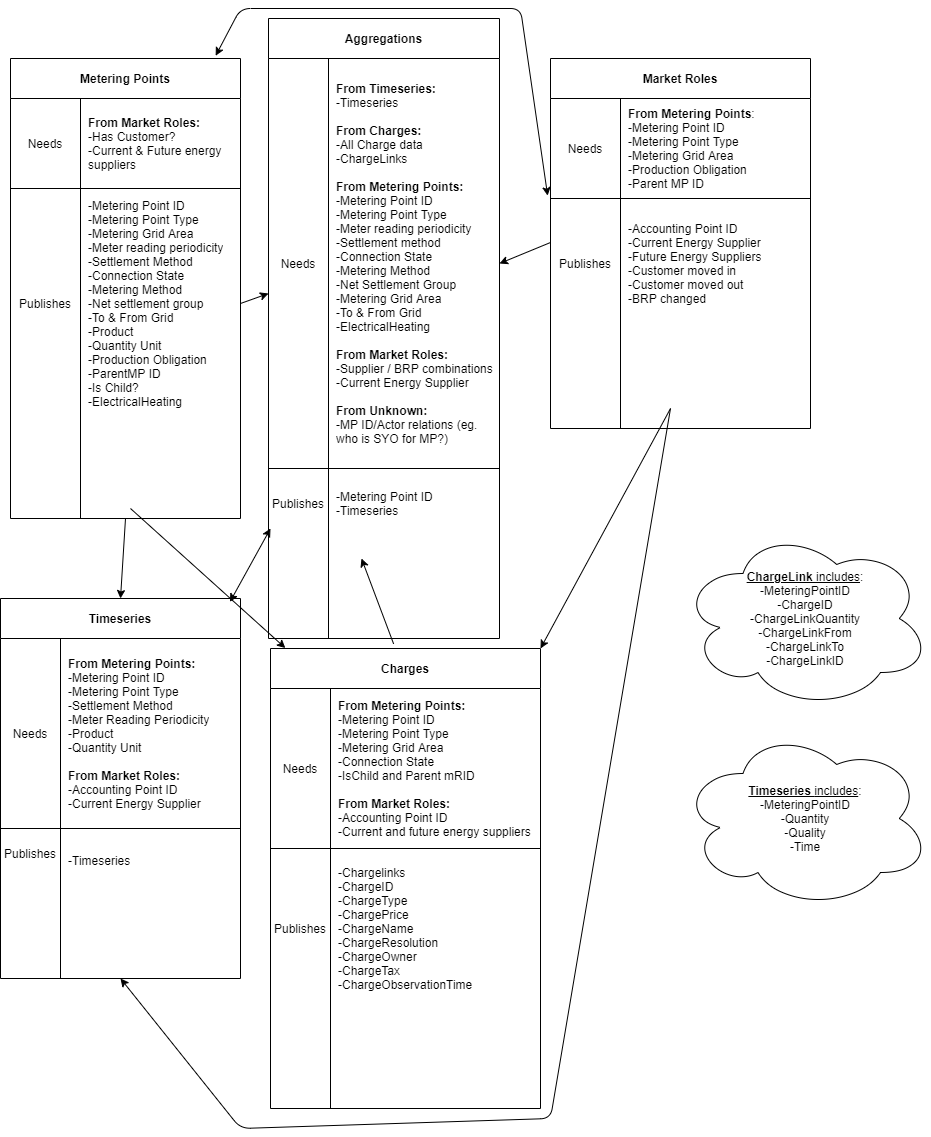 Metering Points
Needs
From Market Roles:
-Has Customer?
-Current & Future energy
suppliers
Publishes
-Metering Point ID
-Metering Point Type
-Metering Grid Area
-Meter reading periodicity
-Settlement Method
-Connection State
-Metering Method
-Net settlement group
-To & From Grid
-Product
-Quantity Unit
-Production Obligation
-ParentMP ID
-Is Child?
-ElectricalHeating
Aggregations
Needs
From Timeseries:
-Timeseries
From Charges:
-All Charge data
-ChargeLinks
From Metering Points:
-Metering Point ID
-Metering Point Type
-Meter reading periodicity
-Settlement method
-Connection State
-Metering Method
-Net Settlement Group
-Metering Grid Area
-To & From Grid
-ElectricalHeating
From Market Roles:
-Supplier / BRP combinations
-Current Energy Supplier
From Unknown:
-MP ID/Actor relations (eg.
who is SYO for MP?)
Publishes
-Metering Point ID
-Timeseries
Market Roles
Needs
From Metering Points:
-Metering Point ID
-Metering Point Type
-Metering Grid Area
-Production Obligation
-Parent MP ID
Publishes
-Accounting Point ID
-Current Energy Supplier
-Future Energy Suppliers
-Customer moved in
-Customer moved out
-BRP changed
Timeseries
Needs
From Metering Points:
-Metering Point ID
-Metering Point Type
-Settlement Method
-Meter Reading Periodicity
-Product
-Quantity Unit
From Market Roles:
-Accounting Point ID
-Current Energy Supplier
Publishes
-Timeseries
Charges
Needs
From Metering Points:
-Metering Point ID
-Metering Point Type
-Metering Grid Area
-Connection State
-IsChild and Parent mRID
From Market Roles:
-Accounting Point ID
-Current and future energy suppliers
Publishes
-Chargelinks
-ChargeID
-ChargeType
-ChargePrice
-ChargeName
-ChargeResolution
-ChargeOwner
-ChargeTax
-ChargeObservationTime
ChargeLink includes:
-MeteringPointID
-ChargeID
-ChargeLinkQuantity
-ChargeLinkFrom
-ChargeLinkTo
-ChargeLinkID
Timeseries includes:
-MeteringPointID
-Quantity
-Quality
-Time